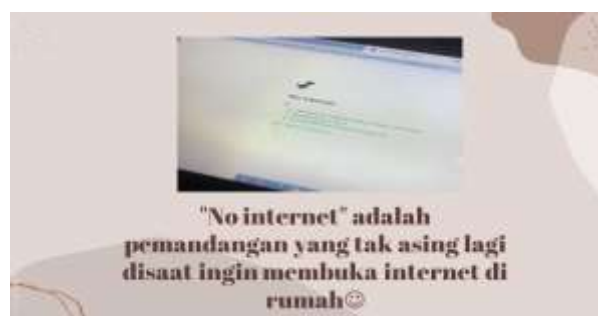 "No internet" adalah
pemandangan yang tak asing lagi
disaat ingin membuka internet di
rumah☺